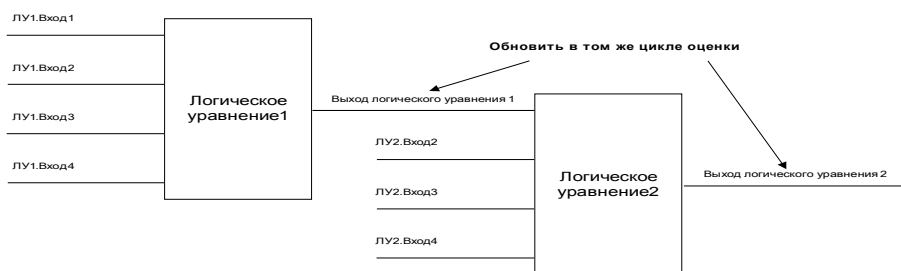 ЛУ1.Вход1
Обновить в том же цикле оценки
ЛУ1.Вход2
Логическое
уравнение1
Выход логического уравнения 1
ЛУ1.Вход3
ЛУ2.Вход2
ЛУ1.Вход4
Логическое
уравнение2
Выход логического уравнения 2
ЛУ2.Вход3
ЛУ2.Вход4